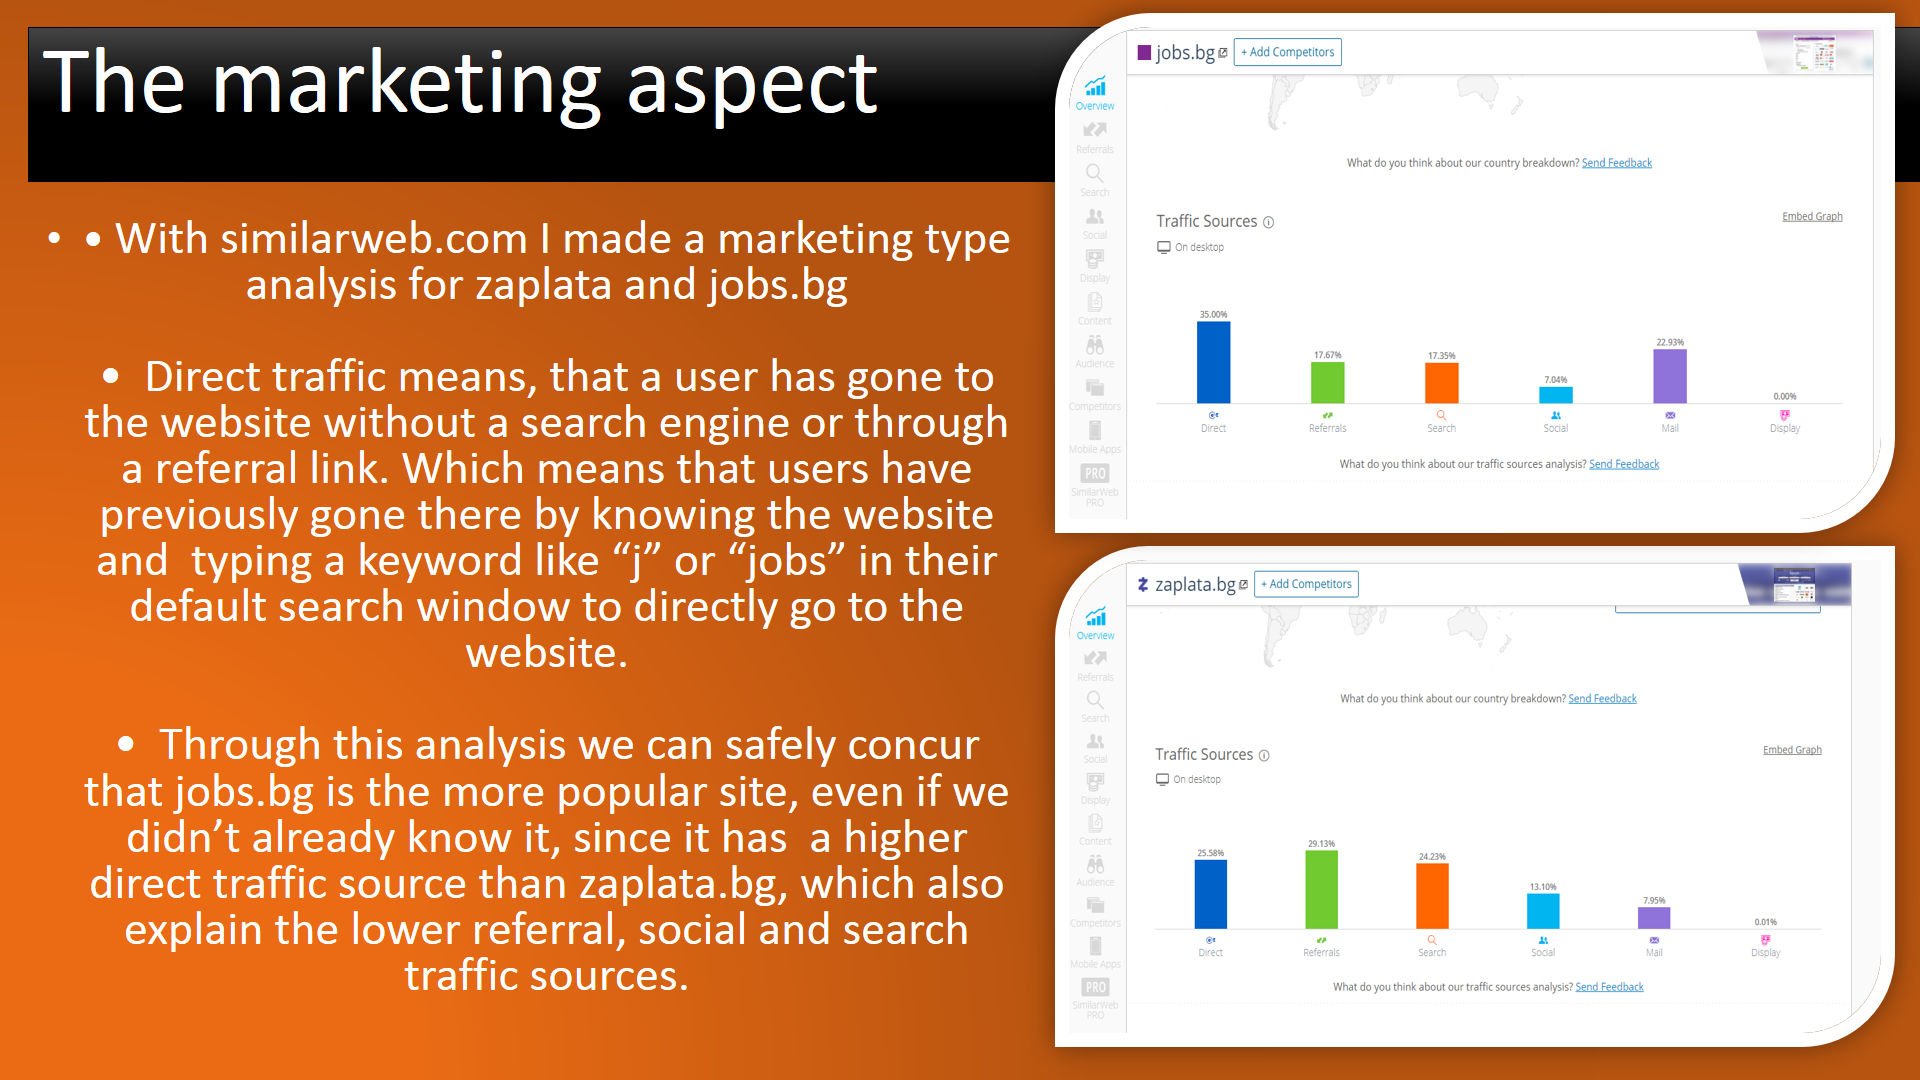 The marketing aspect
• • With similarweb.com I made a marketing type
analysis for zaplata and jobs.bg
• Direct traffic means, that a user has gone to
the website without a search engine or through
a referral link. Which means that users have
previously gone there by knowing the website
and  typing a keyword like “j” or “jobs” in their
default search window to directly go to the
website.
• Through this analysis we can safely concur
that jobs.bg is the more popular site, even if we
didn’t already know it, since it has  a higher
direct traffic source than zaplata.bg, which also
explain the lower referral, social and search
traffic sources.
jobs.bg + Add Competitors
Overview
Referrals
Search
Social
Display
Content
Audience
Competitors
Mobile Apps
PRO
SimilarWeb
PRO
What do you think about our country breakdown? Send Feedback
Traffic Sources
Embed Graph
On desktop
35.00% 17.67% 17.35% 7.04% 22.93% 0.00%
Direct Referrals Search Social Mail Display
What do you think about our traffic sources analysis? Send Feedback
zaplata.bg + Add Competitors
Overview
Referrals
Search
Social
Display
Content
Audience
Competitors
Mobile Apps
PRO
SimilarWeb
PRO
What do you think about our country breakdown? Send Feedback
Traffic Sources
Embed Graph
On desktop
25.58% 29.13% 24.23% 13.10% 7.95% 0.01%
Direct Referrals Search Social Mail Display
What do you think about our traffic sources analysis? Send Feedback